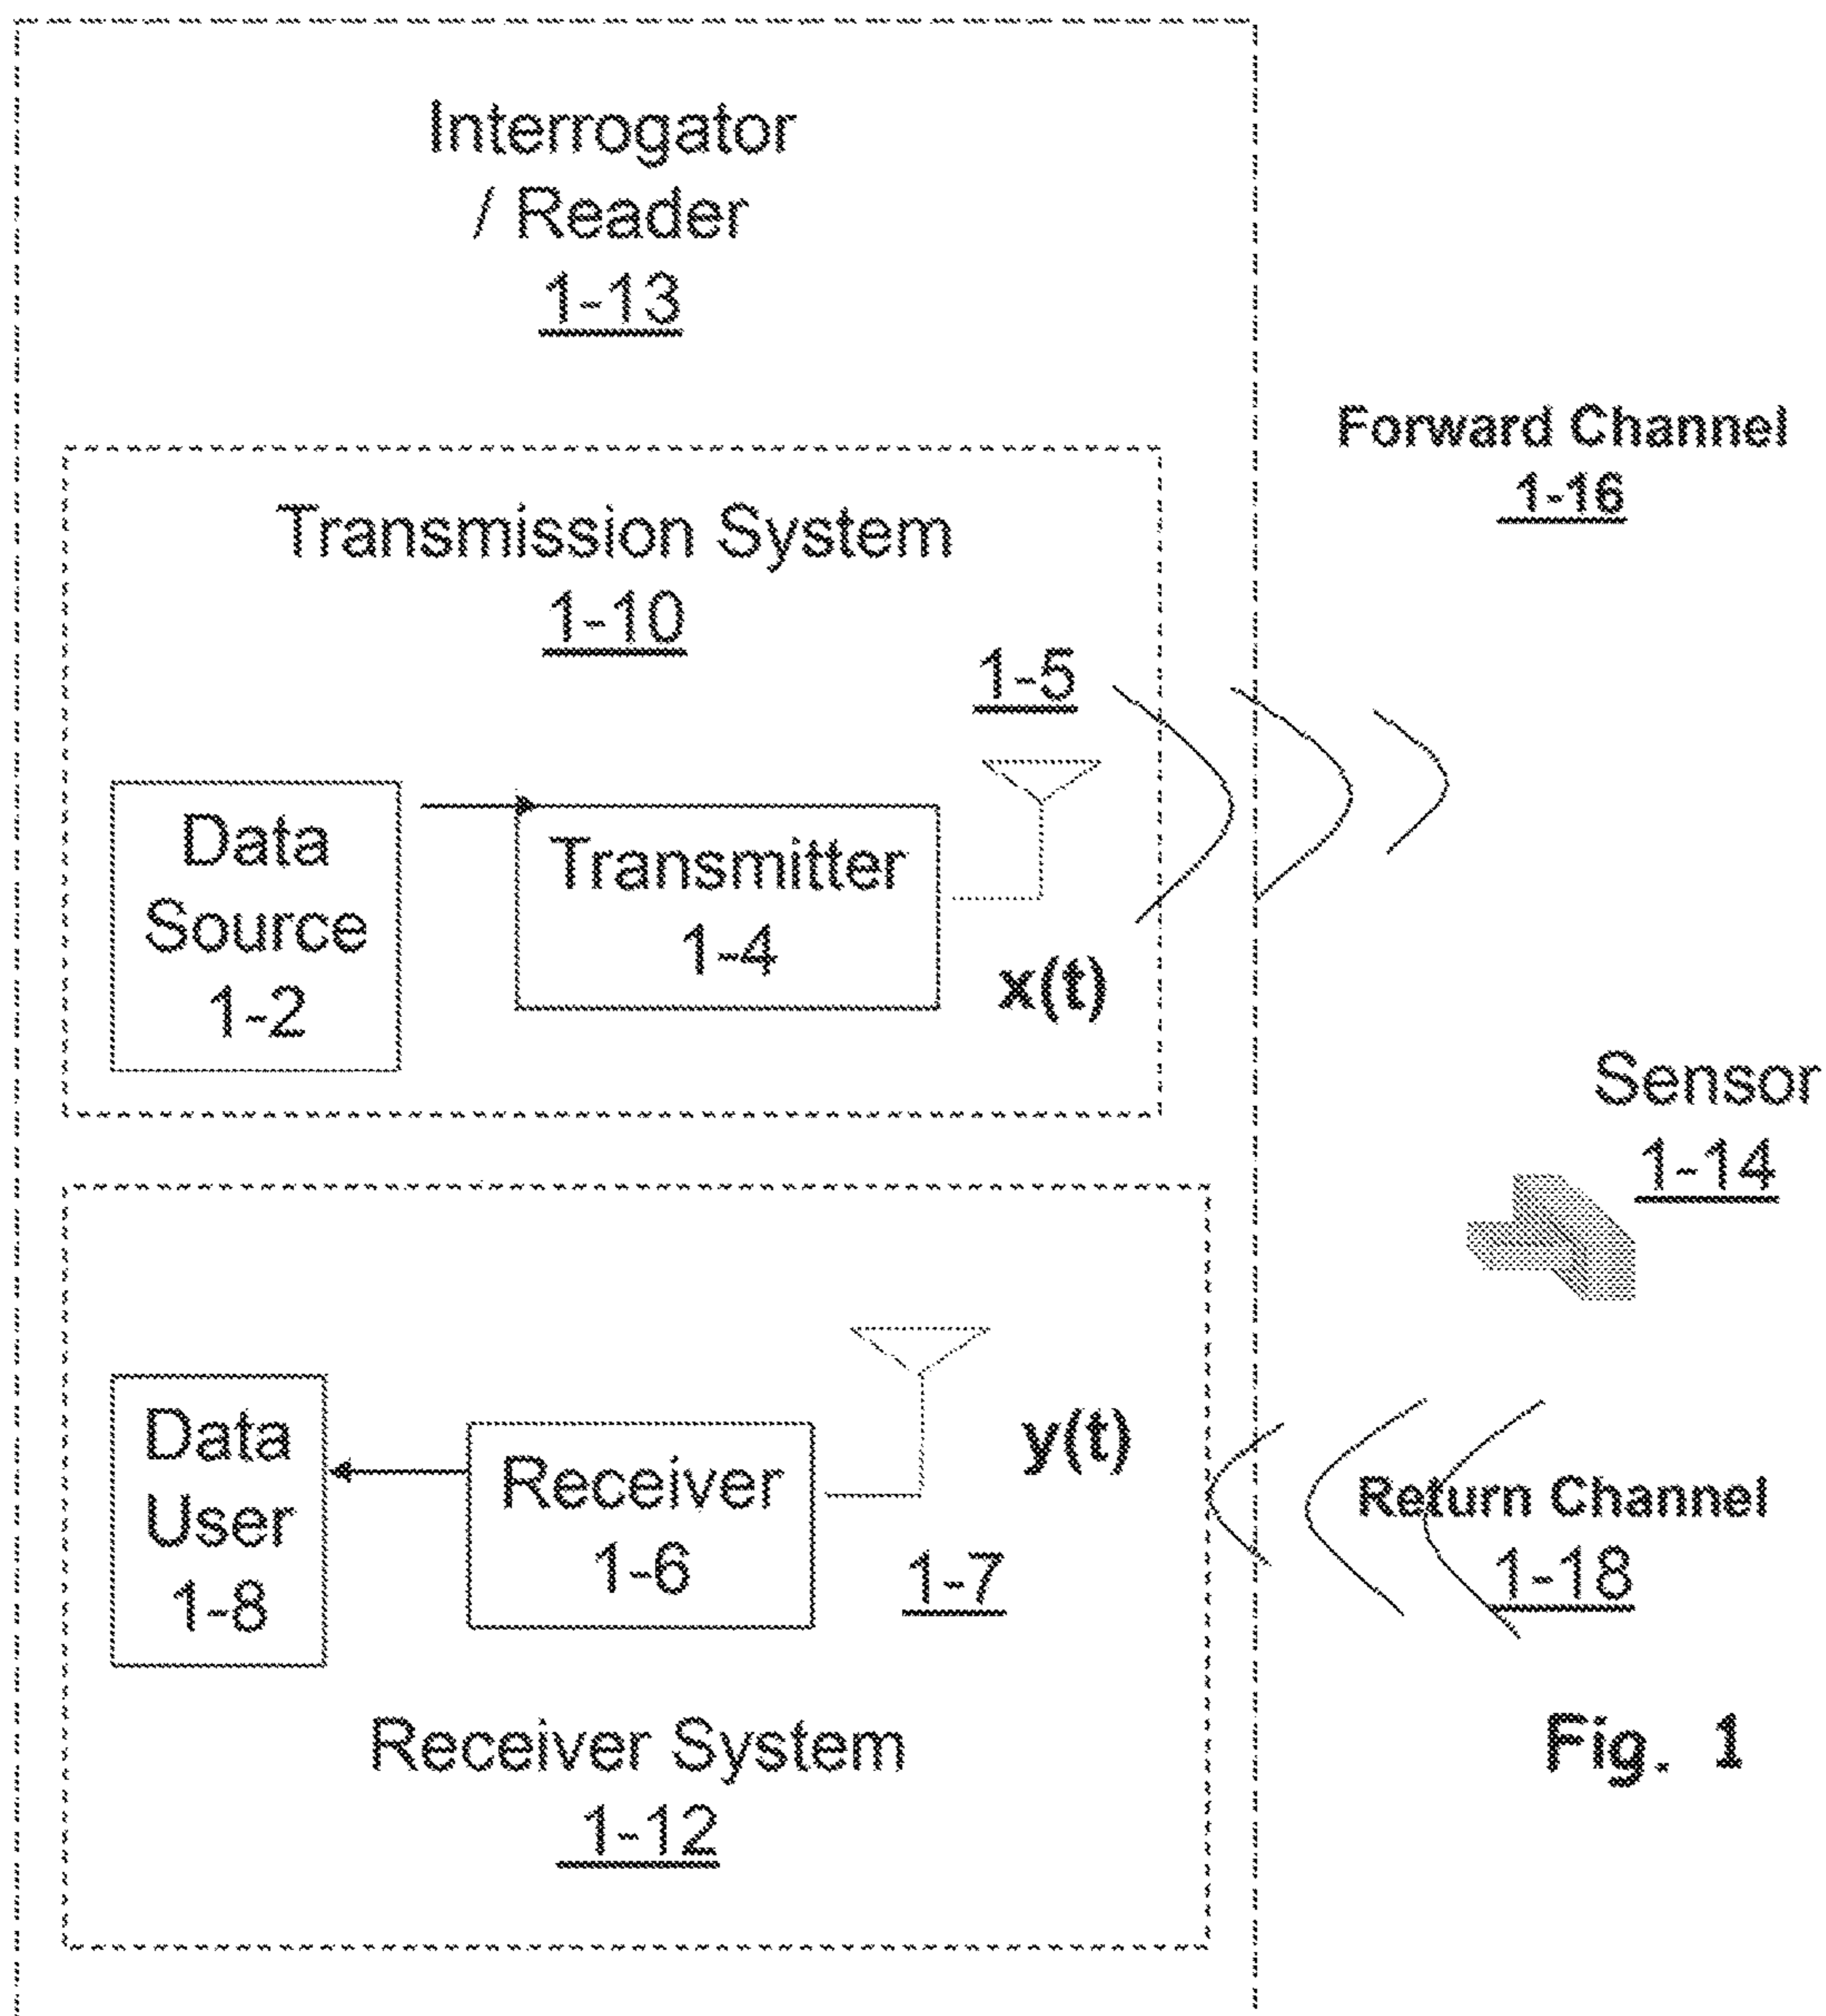 Interrogator
/ Reader
1-13
Forward Channel
1-16
Transmission System
1-10
1-5
Data
Source
1-2
Transmitter
1-4
x(t)
Sensor
1-14
Data
User
1-8
Receiver
1-6
y(t)
1-7
Return Channel
1-18
Receiver System
1-12
Fig. 1